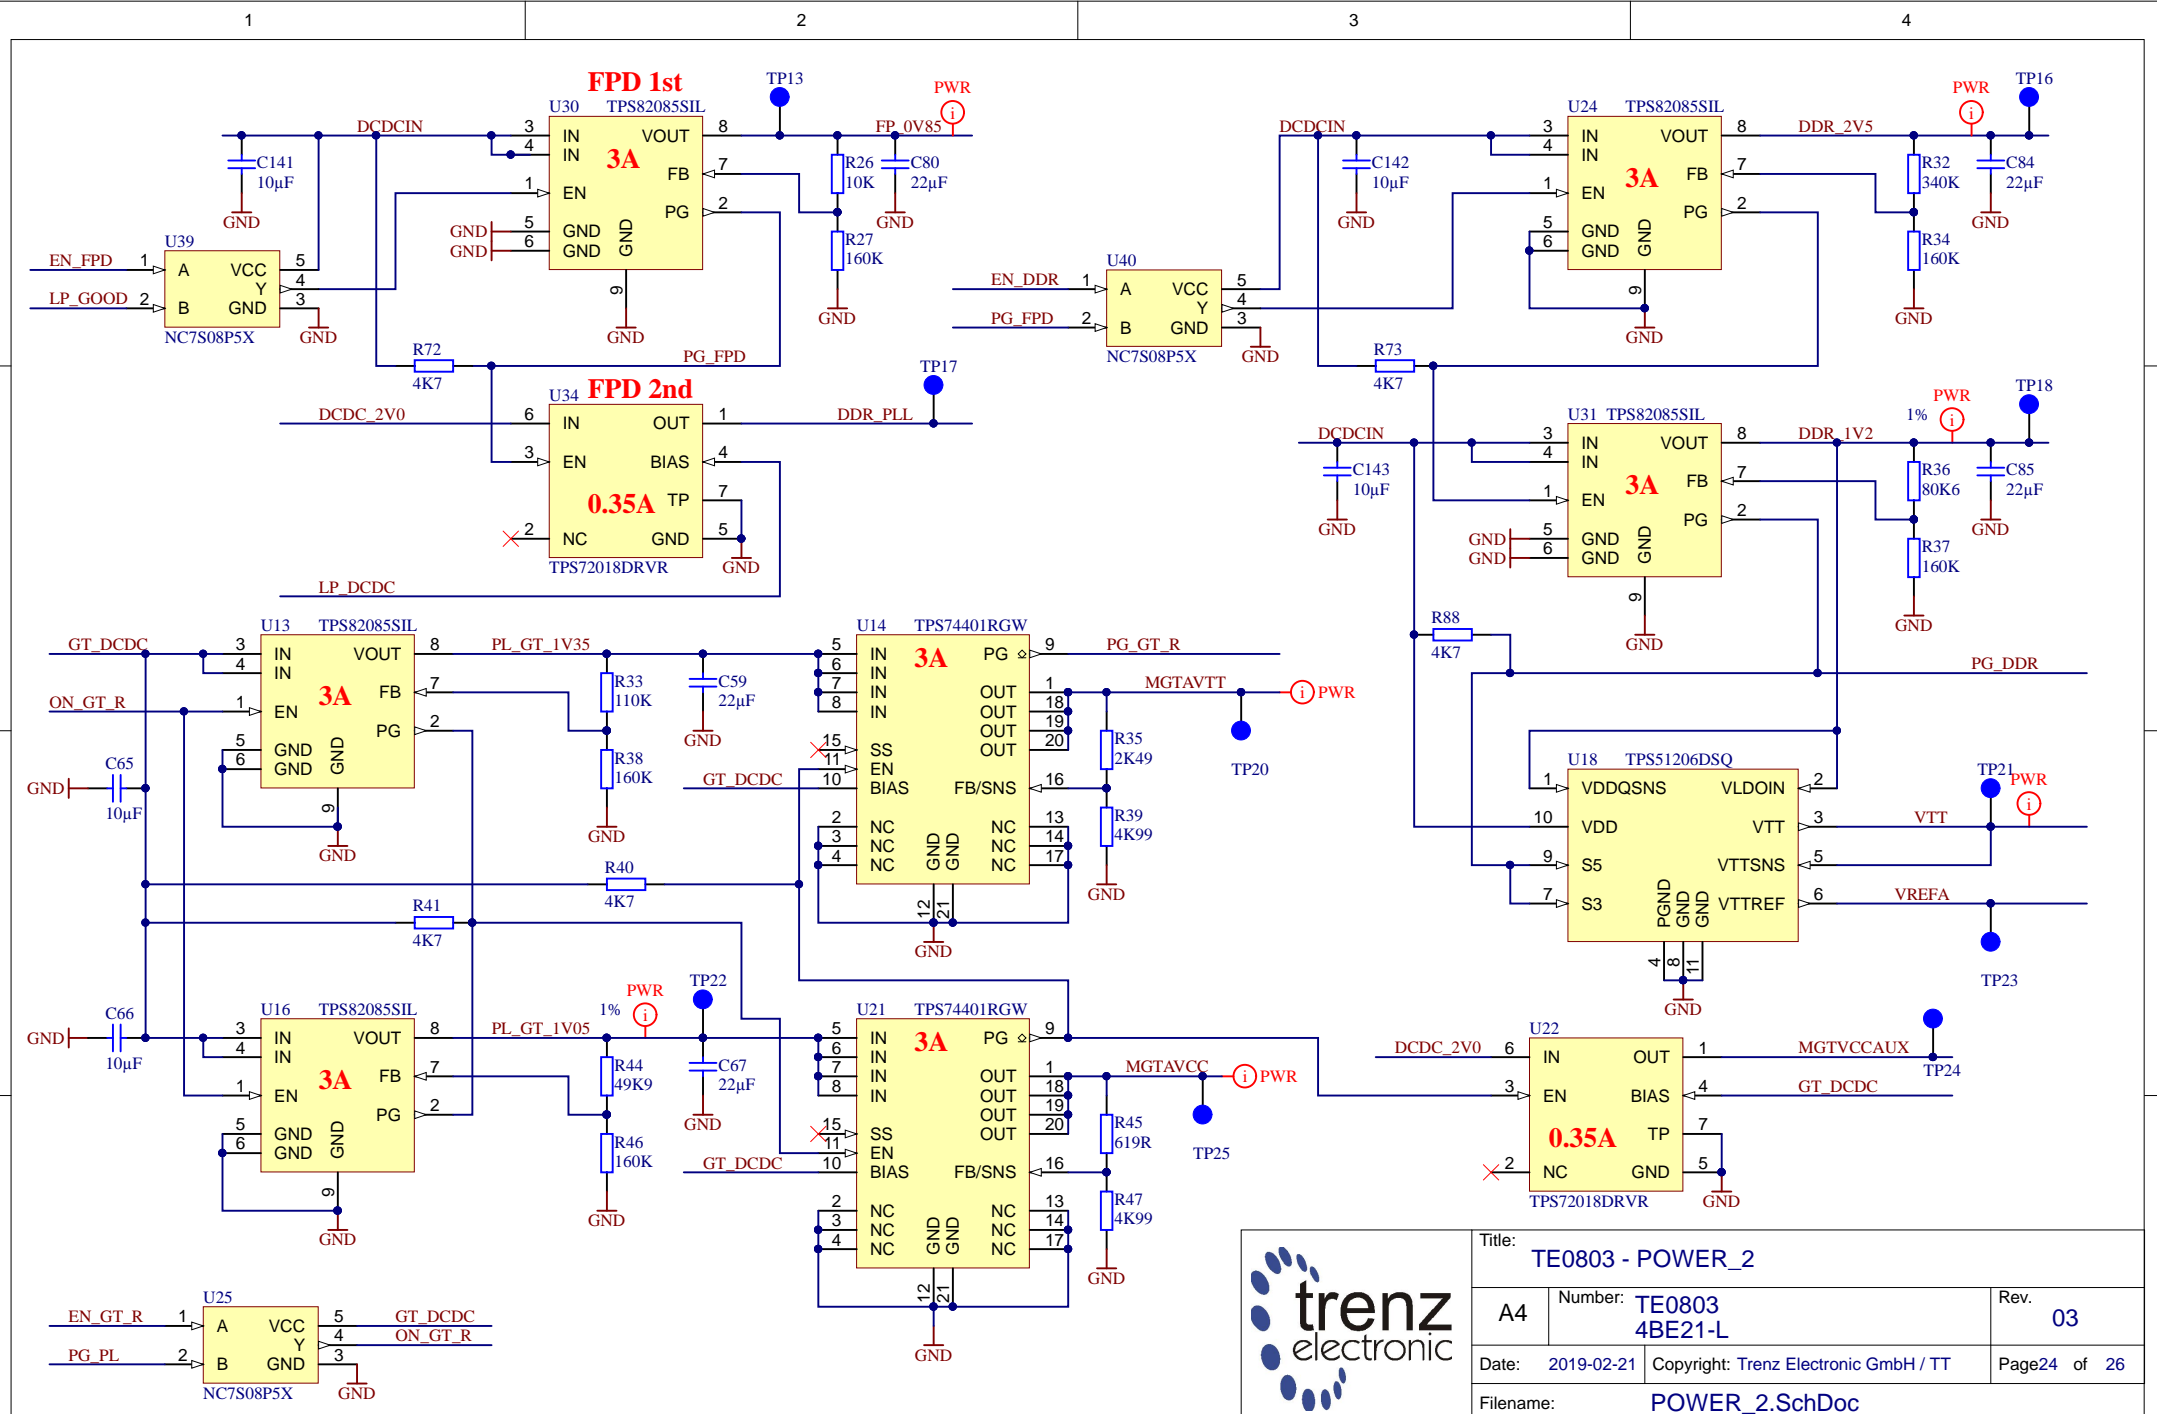 1 2 3 4
FPD 1st
U30 TPS82085SIL
3A
3 IN VOUT 8
4 IN
FB 7
1 EN
PG 2
5 GND
6 GND
GND
9
GND
GND
GND
DCDCIN
C141
10µF
GND
TP13
FP_0V85
PWR
i
R26
10K
C80
22µF
GND
R27
160K
GND
U39
EN_FPD 1 A VCC 5
Y 4
LP_GOOD 2 B GND 3
NC7S08P5X
GND
R72
4K7
PG_FPD
FPD 2nd
U34
DCDC_2V0 6 IN OUT 1 DDR_PLL
TP17
3 EN BIAS 4
0.35A
TP 7
2 NC GND 5
TPS72018DRVR
GND
LP_DCDC
U24 TPS82085SIL
3A
DCDCIN
3 IN VOUT 8 DDR_2V5
4 IN
FB 7
1 EN
PG 2
5 GND
6 GND
GND
9
GND
C142
10µF
GND
PWR
i
TP16
R32
340K
C84
22µF
GND
R34
160K
GND
U40
EN_DDR 1 A VCC 5
Y 4
PG_FPD 2 B GND 3
NC7S08P5X
GND
R73
4K7
U31 TPS82085SIL
3A
DCDCIN
3 IN VOUT 8 DDR_1V2
4 IN
FB 7
1 EN
PG 2
GND 5 GND
GND 6 GND
GND
9
GND
C143
10µF
GND
1%
PWR
i
TP18
R36
80K6
C85
22µF
GND
R37
160K
GND
R88
4K7
PG_DDR
U18 TPS51206DSQ
1 VDDQSNS VLDOIN 2
10 VDD VTT 3 VTT
9 S5 VTTSNS 5
7 S3 VTTREF 6 VREFA
PGND
GND
GND
4
8
11
GND
TP21
PWR
i
TP23
U13 TPS82085SIL
3A
GT_DCDC
3 IN VOUT 8 PL_GT_1V35
4 IN
FB 7
ON_GT_R 1 EN
PG 2
5 GND
6 GND
GND
9
GND
C65
GND
10µF
R33
110K
C59
22µF
GND
R38
160K
GND
U14 TPS74401RGW
3A
5 IN PG 9 PG_GT_R
6 IN
7 IN OUT 1 MGTAVTT
8 IN OUT 18
OUT 19
15 SS OUT 20
11 EN
GT_DCDC 10 BIAS FB/SNS 16
2 NC NC 13
3 NC NC 14
4 NC NC 17
GND
GND
12
21
GND
i PWR
R35
2K49
TP20
R39
4K99
GND
R40
4K7
R41
4K7
U16 TPS82085SIL
3A
C66
GND
10µF
3 IN VOUT 8 PL_GT_1V05
4 IN
FB 7
1 EN
PG 2
5 GND
6 GND
GND
9
GND
1%
PWR
i
TP22
R44
49K9
C67
22µF
GND
R46
160K
GND
U21 TPS74401RGW
3A
5 IN PG 9
6 IN
7 IN OUT 1 MGTAVCC
8 IN OUT 18
OUT 19
15 SS OUT 20
11 EN
GT_DCDC 10 BIAS FB/SNS 16
2 NC NC 13
3 NC NC 14
4 NC NC 17
GND
GND
12
21
GND
i PWR
R45
619R
TP25
R47
4K99
GND
U22
DCDC_2V0 6 IN OUT 1 MGTVCCAUX
TP24
3 EN BIAS 4 GT_DCDC
0.35A
TP 7
2 NC GND 5
TPS72018DRVR
GND
U25
EN_GT_R 1 A VCC 5 GT_DCDC
Y 4 ON_GT_R
PG_PL 2 B GND 3
NC7S08P5X
GND
trenz
electronic
Title:
TE0803 - POWER_2
A4
Number: TE0803
4BE21-L
Rev.
03
Date: 2019-02-21 Copyright: Trenz Electronic GmbH / TT Page24 of 26
Filename: POWER_2.SchDoc